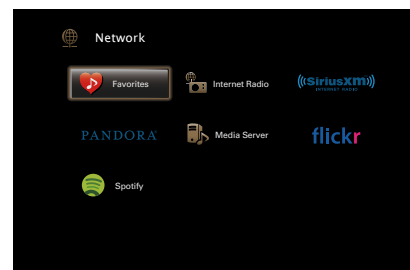 Network
Favorites
Internet Radio
((SiriusXM))
INTERNET RADIO
PANDORA
Media Server
flickr
Spotify